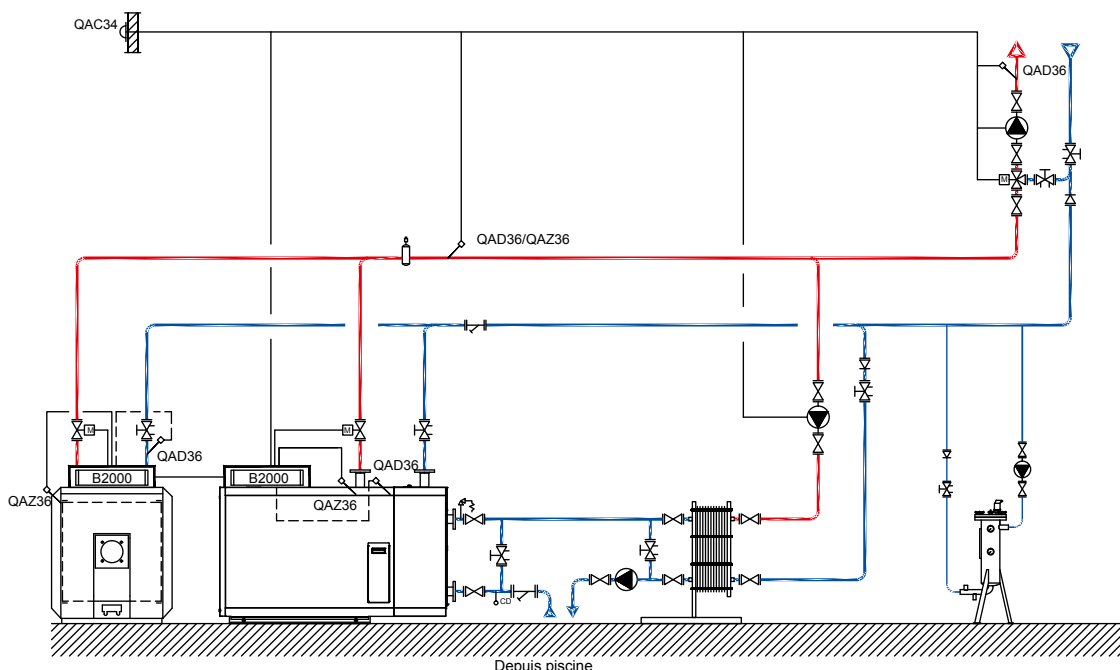 QAC34
QAD36
M
QAD36/QAZ36
M
M
QAD36
QAD36
B2000
B2000
QAZ36
QAZ36
CD
Depuis piscine